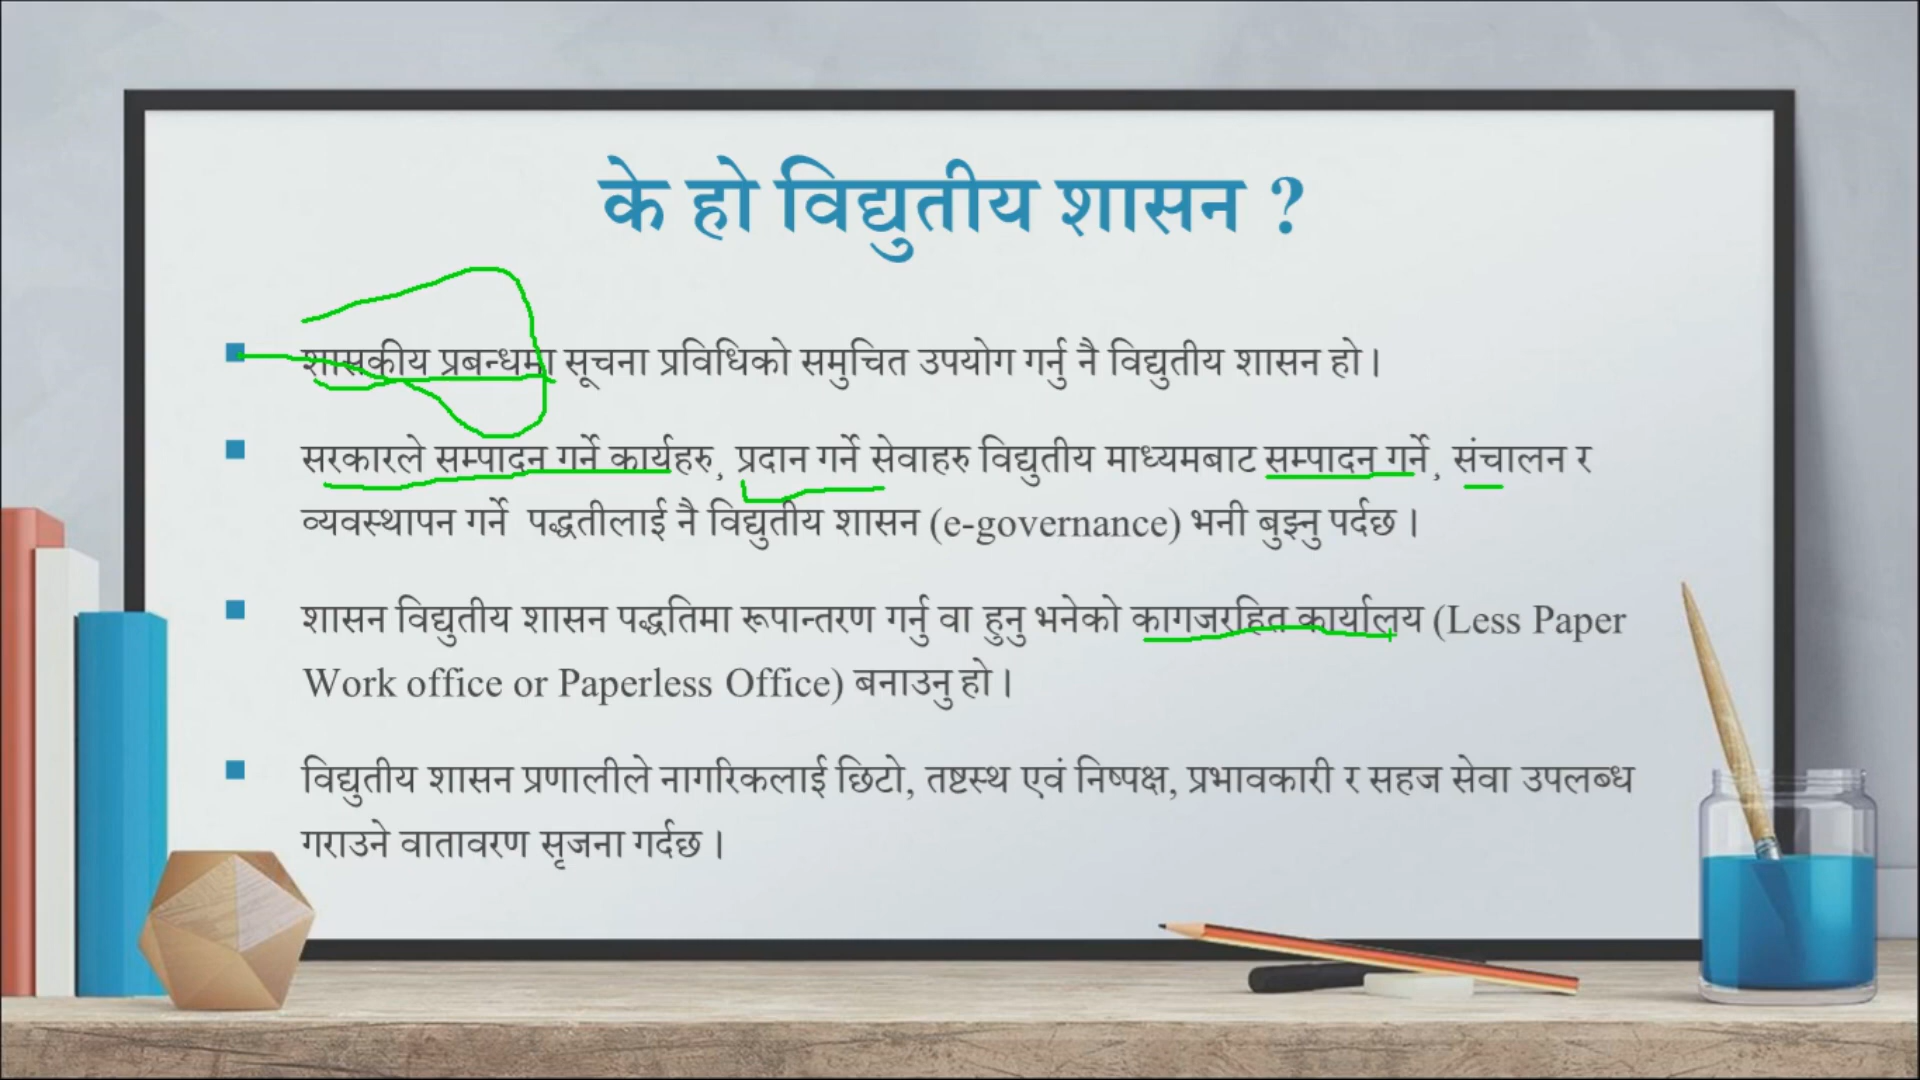 के हो विद्युतीय शासन ?
शासकीय प्रबन्धमा सूचना प्रविधिको समुचित उपयोग गर्नु नै विद्युतीय शासन हो ।
सरकारले सम्पादन गर्ने कार्यहरु, प्रदान गर्ने सेवाहरु विद्युतीय माध्यमबाट सम्पादन गर्ने, संचालन र
व्यवस्थापन गर्ने पद्धतीलाई नै विद्युतीय शासन (e-governance) भनी बुझ्नु पर्दछ ।
शासन विद्युतीय शासन पद्धतिमा रूपान्तरण गर्नु वा हुनु भनेको कागजरहित कार्यालय (Less Paper
Work office or Paperless Office) बनाउनु हो ।
विद्युतीय शासन प्रणालीले नागरिकलाई छिटो, तष्टस्थ एवं निष्पक्ष, प्रभावकारी र सहज सेवा उपलब्ध
गराउने वातावरण सृजना गर्दछ ।